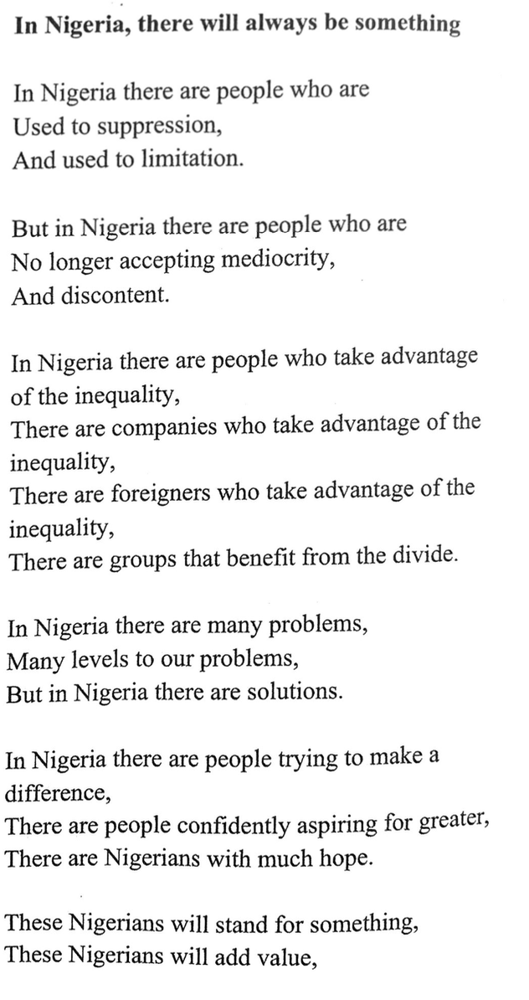 In Nigeria, there will always be something
In Nigeria there are people who are
Used to suppression,
And used to limitation.
But in Nigeria there are people who are
No longer accepting mediocrity,
And discontent.
In Nigeria there are people who take advantage
of the inequality,
There are companies who take advantage of the
inequality,
There are foreigners who take advantage of the
inequality,
There are groups that benefit from the divide.
In Nigeria there are many problems,
Many levels to our problems,
But in Nigeria there are solutions.
In Nigeria there are people trying to make a
difference,
There are people confidently aspiring for greater,
There are Nigerians with much hope.
These Nigerians will stand for something,
These Nigerians will add value,